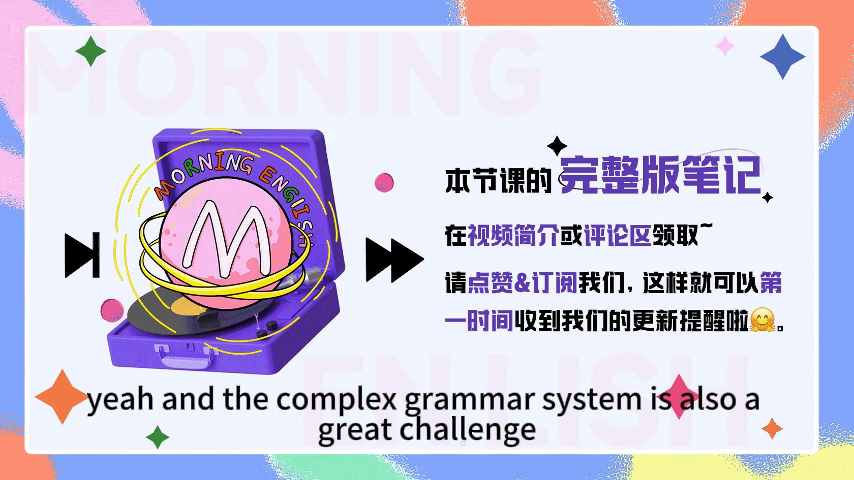 MORNING
MORNING ENGLISH
M
本节课的 完整版笔记
在视频简介或评论区领取~
请点赞&订阅我们，这样就可以第
一时间收到我们的更新提醒啦🤗。
yeah and the complex grammar system is also a
great challenge